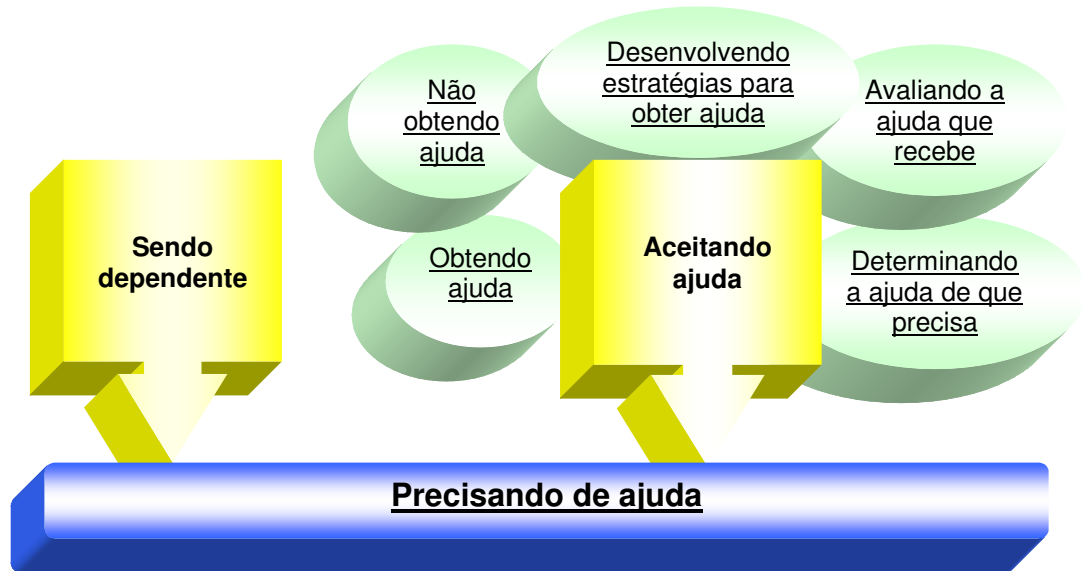 Não
obtendo
ajuda
Desenvolvendo
estratégias para
obter ajuda
Avaliando a
ajuda que
recebe
Sendo
dependente
Obtendo
ajuda
Aceitando
ajuda
Determinando
a ajuda de que
precisa
Precisando de ajuda